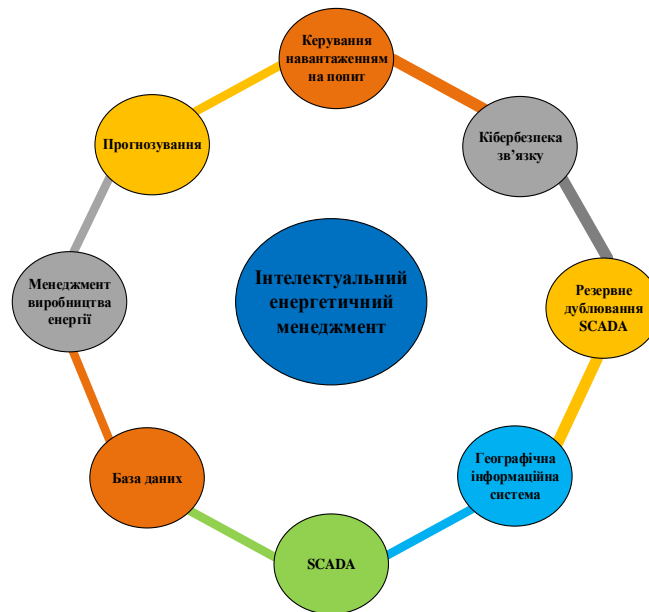 Керування
навантаженням
на попит
Прогнозування
Кібербезпека
зв’язку
Менеджмент
виробництва
енергії
Інтелектуальний
енергетичний
менеджмент
Резервне
дублювання
SCADA
База даних
Географічна
інформаційна
система
SCADA